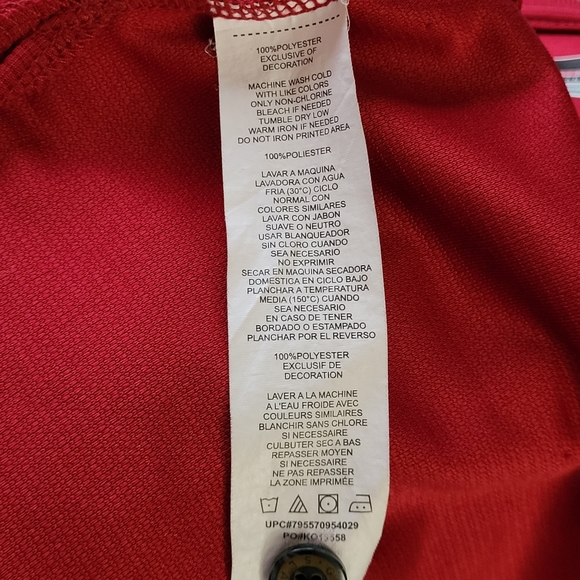 100%POLYESTER
EXCLUSIVE OF
DECORATION
MACHINE WASH COLD
WITH LIKE COLORS
ONLY NON-CHLORINE
BLEACH IF NEEDED
TUMBLE DRY LOW
WARM IRON IF NEEDED
DO NOT IRON PRINTED AREA
100%POLIESTER
LAVAR A MAQUINA
LAVADORA CON AGUA
FRIA (30°C) CICLO
NORMAL CON
COLORES SIMILARES
LAVAR CON JABON
SUAVE O NEUTRO
USAR BLANQUEADOR
SIN CLORO CUANDO
SEA NECESARIO
NO EXPRIMIR
SECAR EN MAQUINA SECADORA
DOMESTICA EN CICLO BAJO
PLANCHAR A TEMPERATURA
MEDIA (150°C) CUANDO
SEA NECESARIO
EN CASO DE TENER
BORDADO O ESTAMPADO
PLANCHAR POR EL REVERSO
100%POLYESTER
EXCLUSIF DE
DECORATION
LAVER A LA MACHINE
A L'EAU FROIDE AVEC
COULEURS SIMILAIRES
BLANCHIR SANS CHLORE
SI NECESSAIRE
CULBUTER SEC A BAS
REPASSER MOYEN
SI NECESSAIRE
NE PAS REPASSER
LA ZONE IMPRIMÉE
UPC#795570954029